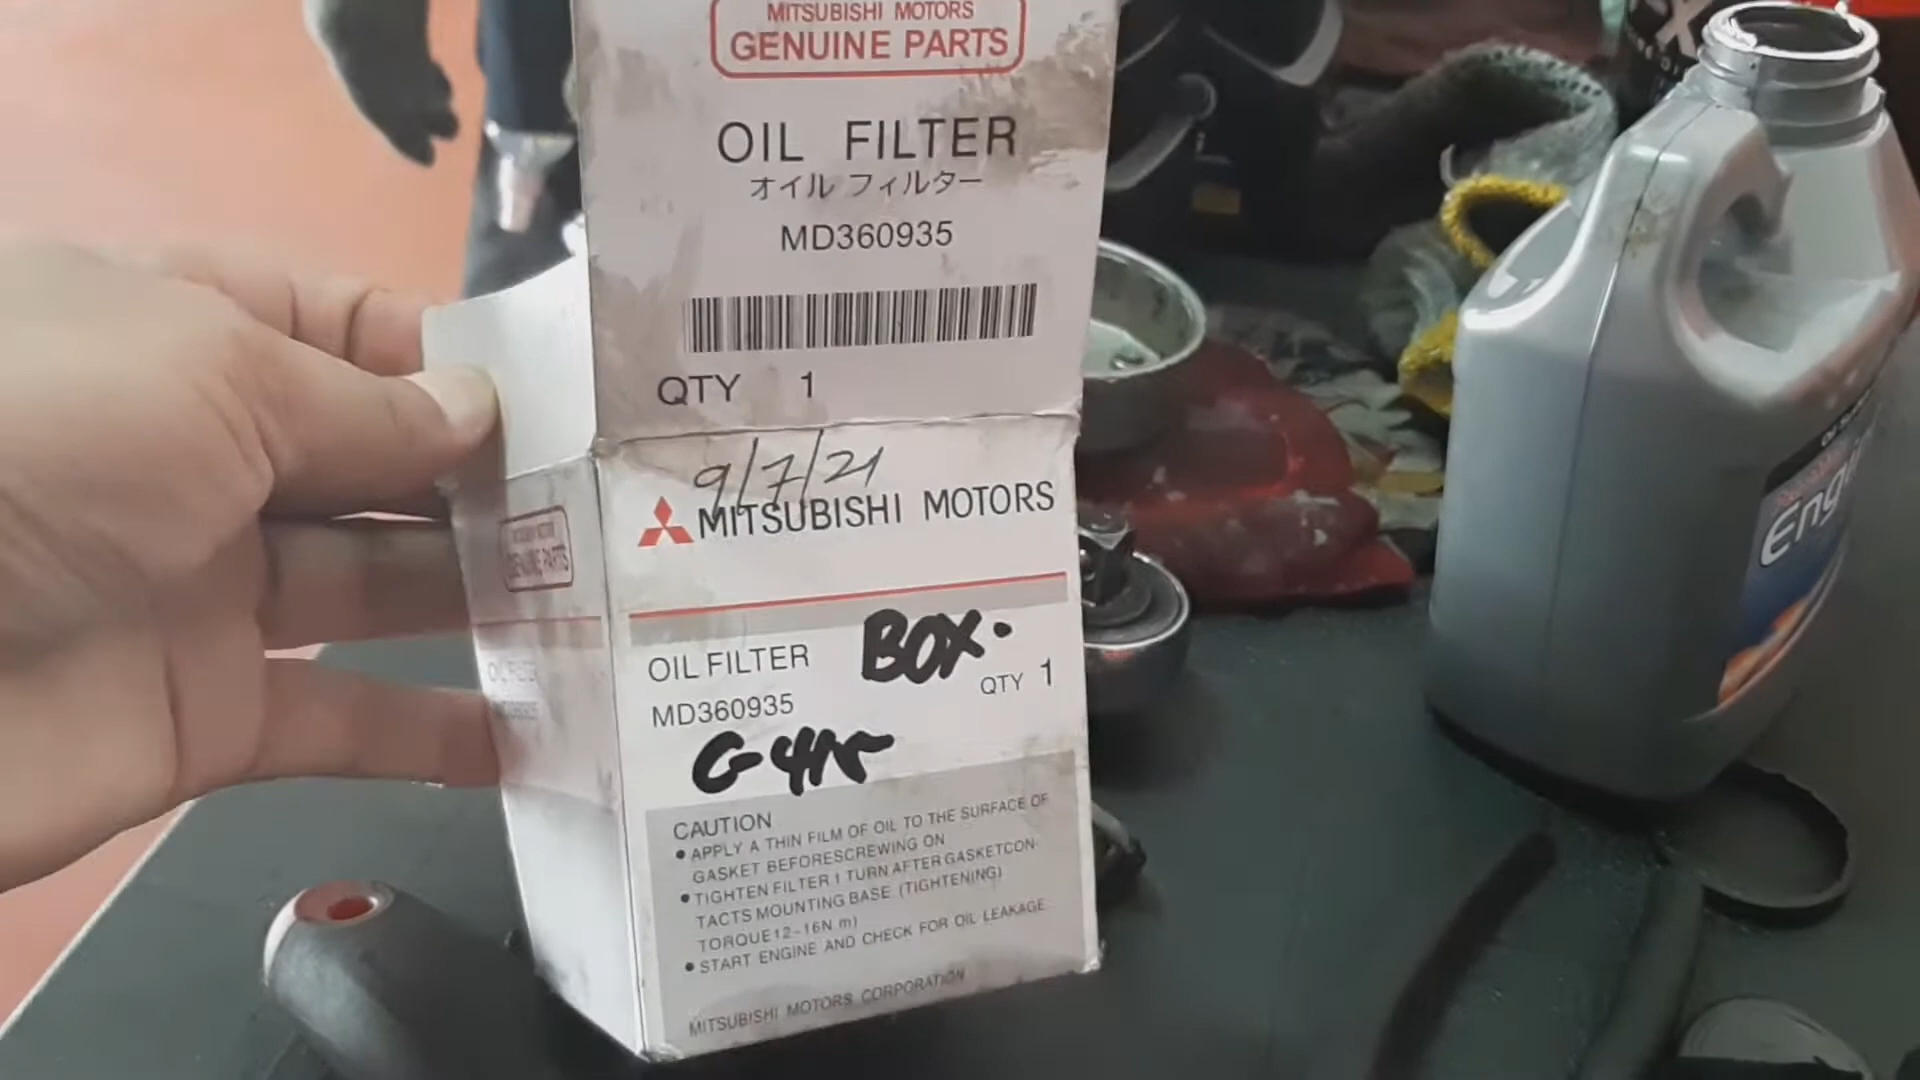 MITSUBISHI MOTORS
GENUINE PARTS
OIL FILTER
オイル フィルター
MD360935
QTY 1
9/7/21
MITSUBISHI MOTORS
GENUINE PARTS
BOX.
OIL FILTER
QTY 1
MD360935
CAUTION
• APPLY A THIN FILM OF OIL TO THE SURFACE OF
GASKET BEFORESCREWING ON
• TIGHTEN FILTER 1 TURN AFTER GASKETCON-
TACTS MOUNTING BASE. (TIGHTENING)
TORQUE12-16N m)
• START ENGINE AND CHECK FOR OIL LEAKAGE.
MITSUBISHI MOTORS CORPORATION
Eng